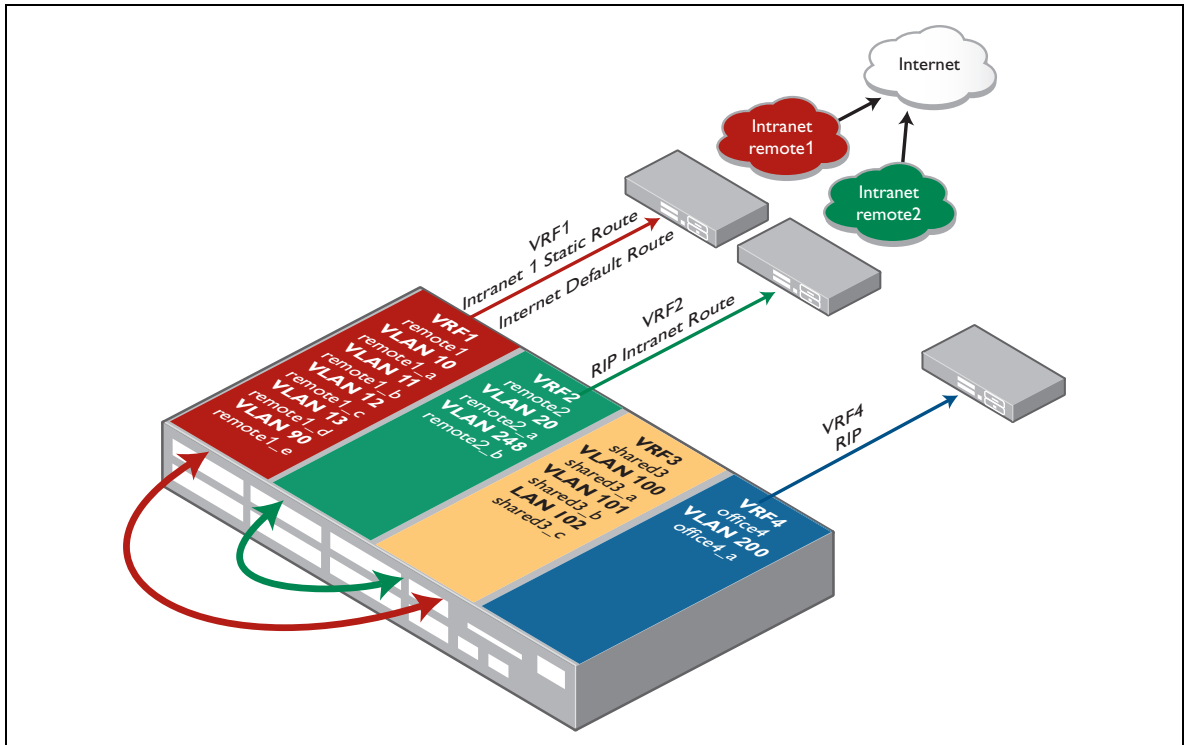 Internet
Intranet
remote1
Intranet
remote2
VRF1
Intranet 1 Static Route
Internet Default Route
VRF2
RIP Intranet Route
VRF4
RIP
VRF1
remote1
VLAN 10
remote1_a
VLAN 11
remote1_b
VLAN 12
remote1_c
VLAN 13
remote1_d
VLAN 90
remote1_e
VRF2
remote2
VLAN 20
remote2_a
VLAN 248
remote2_b
VRF3
shared3
VLAN 100
shared3_a
VLAN 101
shared3_b
LAN 102
shared3_c
VRF4
office4
VLAN 200
office4_a